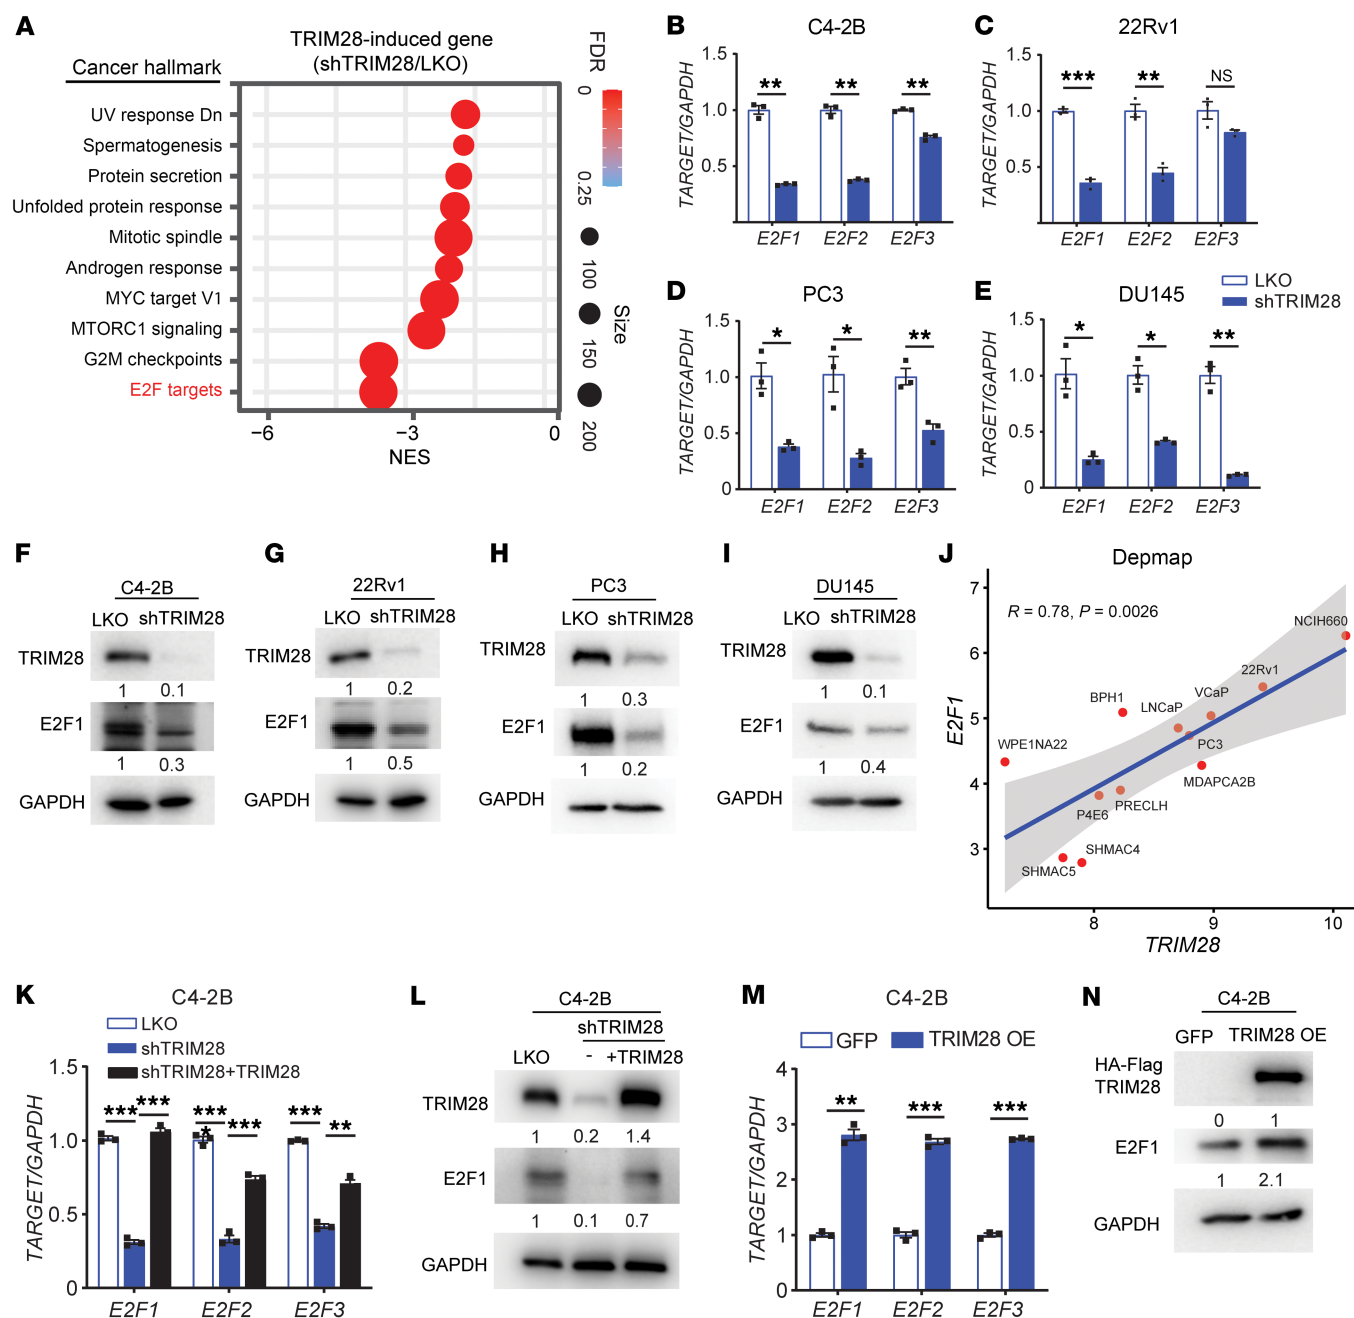 A
TRIM28-induced gene
(shTRIM28/LKO)
Cancer hallmark
UV response Dn
Spermatogenesis
Protein secretion
Unfolded protein response
Mitotic spindle
Androgen response
MYC target V1
MTORC1 signaling
G2M checkpoints
E2F targets
−6
−3
0
NES
FDR
0
0.25
100
150
200
Size
B
C4-2B
TARGET/GAPDH
1.5
1.0
0.5
** ** **
E2F1 E2F2 E2F3
C
22Rv1
TARGET/GAPDH
1.5
1.0
0.5
0
*** ** NS
E2F1 E2F2 E2F3
LKO
shTRIM28
D
PC3
TARGET/GAPDH
1.5
1.0
0.5
0
* * **
E2F1 E2F2 E2F3
E
DU145
TARGET/GAPDH
1.5
1.0
0.5
0
* * **
E2F1 E2F2 E2F3
F
C4-2B
LKO shTRIM28
TRIM28
1 0.1
E2F1
1 0.3
GAPDH
G
22Rv1
LKO shTRIM28
TRIM28
1 0.2
E2F1
1 0.5
GAPDH
H
PC3
LKO shTRIM28
TRIM28
1 0.3
E2F1
1 0.2
GAPDH
I
DU145
LKO shTRIM28
TRIM28
1 0.1
E2F1
1 0.4
GAPDH
J
Depmap
R = 0.78, P = 0.0026
E2F1
7
6
5
4
3
NCIH660
22Rv1
VCaP
BPH1
LNCaP
WPE1NA22
PC3
MDAPCA2B
P4E6
PRECLH
SHMAC4
SHMAC5
8
9
10
TRIM28
K
C4-2B
LKO
shTRIM28
shTRIM28+TRIM28
TARGET/GAPDH
1.5
1.0
0.5
0
*** *** **** *** *** **
E2F1 E2F2 E2F3
L
C4-2B
shTRIM28
LKO - +TRIM28
TRIM28
1 0.2 1.4
E2F1
1 0.1 0.7
GAPDH
M
C4-2B
GFP
TRIM28 OE
TARGET/GAPDH
4
3
2
1
0
** *** ***
E2F1 E2F2 E2F3
N
C4-2B
GFP TRIM28 OE
HA-Flag
TRIM28
0 1
E2F1
1 2.1
GAPDH